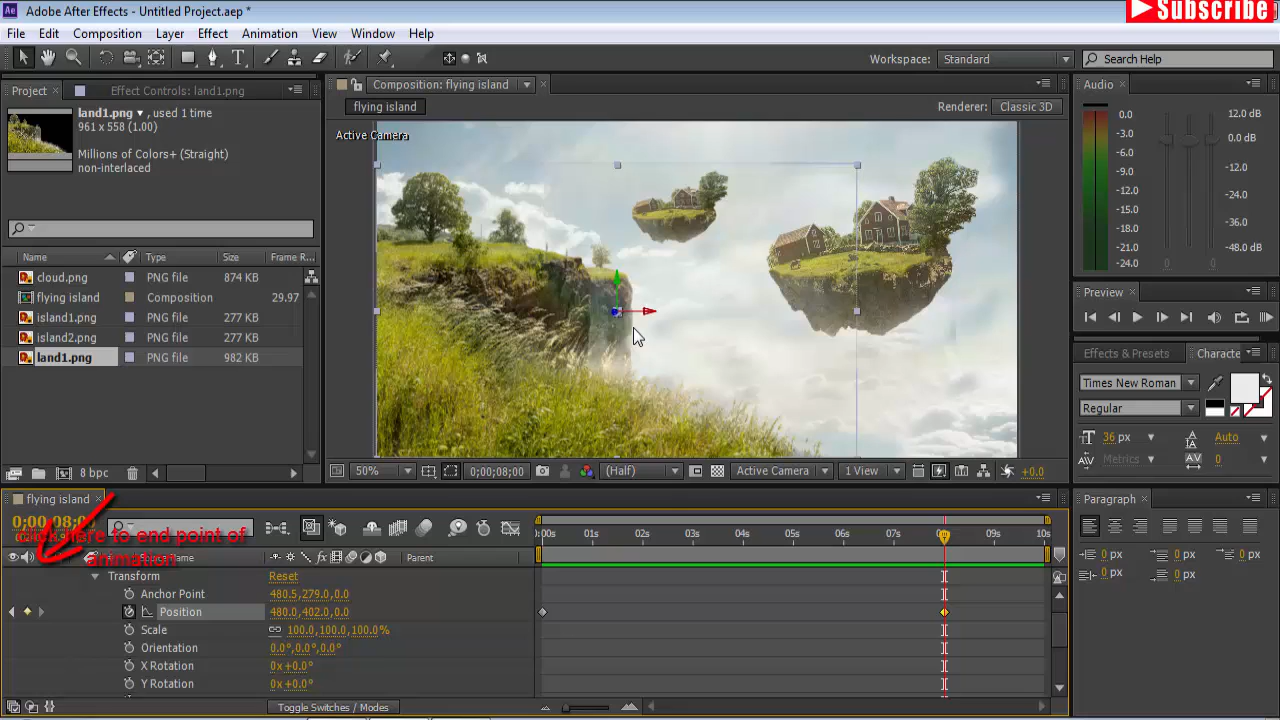 Adobe After Effects - Untitled Project.aep *
Subscribe
File Edit Composition Layer Effect Animation View Window Help
Workspace: Standard Search Help
Project Effect Controls: land1.png
land1.png, used 1 time
961 x 558 (1.00)
Millions of Colors+ (Straight)
non-interlaced
Name Type Size Frame R
cloud.png PNG file 874 KB
flying island Composition 29.97
island1.png PNG file 277 KB
island2.png PNG file 277 KB
land1.png PNG file 982 KB
8 bpc
Composition: flying island
flying island
Renderer: Classic 3D
Active Camera
50% 0;00;08;00 (Half) Active Camera 1 View +0.0
Audio
0.0 12.0 dB
-3.0 0.0 dB
-6.0
-9.0 -12.0
-12.0 -24.0
-15.0
-18.0 -36.0
-21.0
-24.0 -48.0 dB
Preview
Effects & Presets Characte
Times New Roman
Regular
36 px Auto
Metrics 0
Paragraph
0 px 0 px 0 px
0 px 0 px
flying island
0;00;08;0
here to end point of
animation
Name
Parent
:00s 01s 02s 03s 04s 05s 06s 07s 08s 09s 10s
Transform Reset
Anchor Point 480.5,279.0,0.0
Position 480.0,402.0,0.0
Scale 100.0,100.0,100.0%
Orientation 0.0°,0.0°,0.0°
X Rotation 0x+0.0°
Y Rotation 0x+0.0°
Toggle Switches / Modes